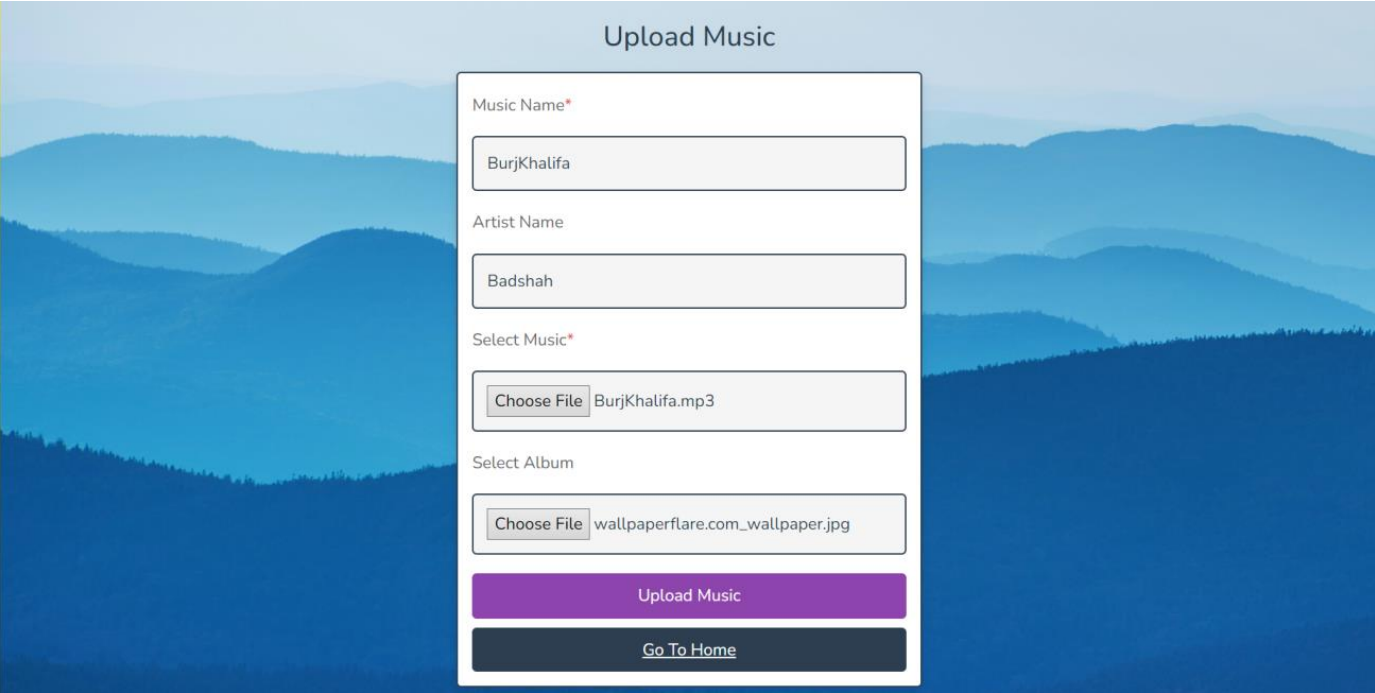 Upload Music
Music Name*
BurjKhalifa
Artist Name
Badshah
Select Music*
Choose File BurjKhalifa.mp3
Select Album
Choose File wallpaperflare.com_wallpaper.jpg
Upload Music
Go To Home